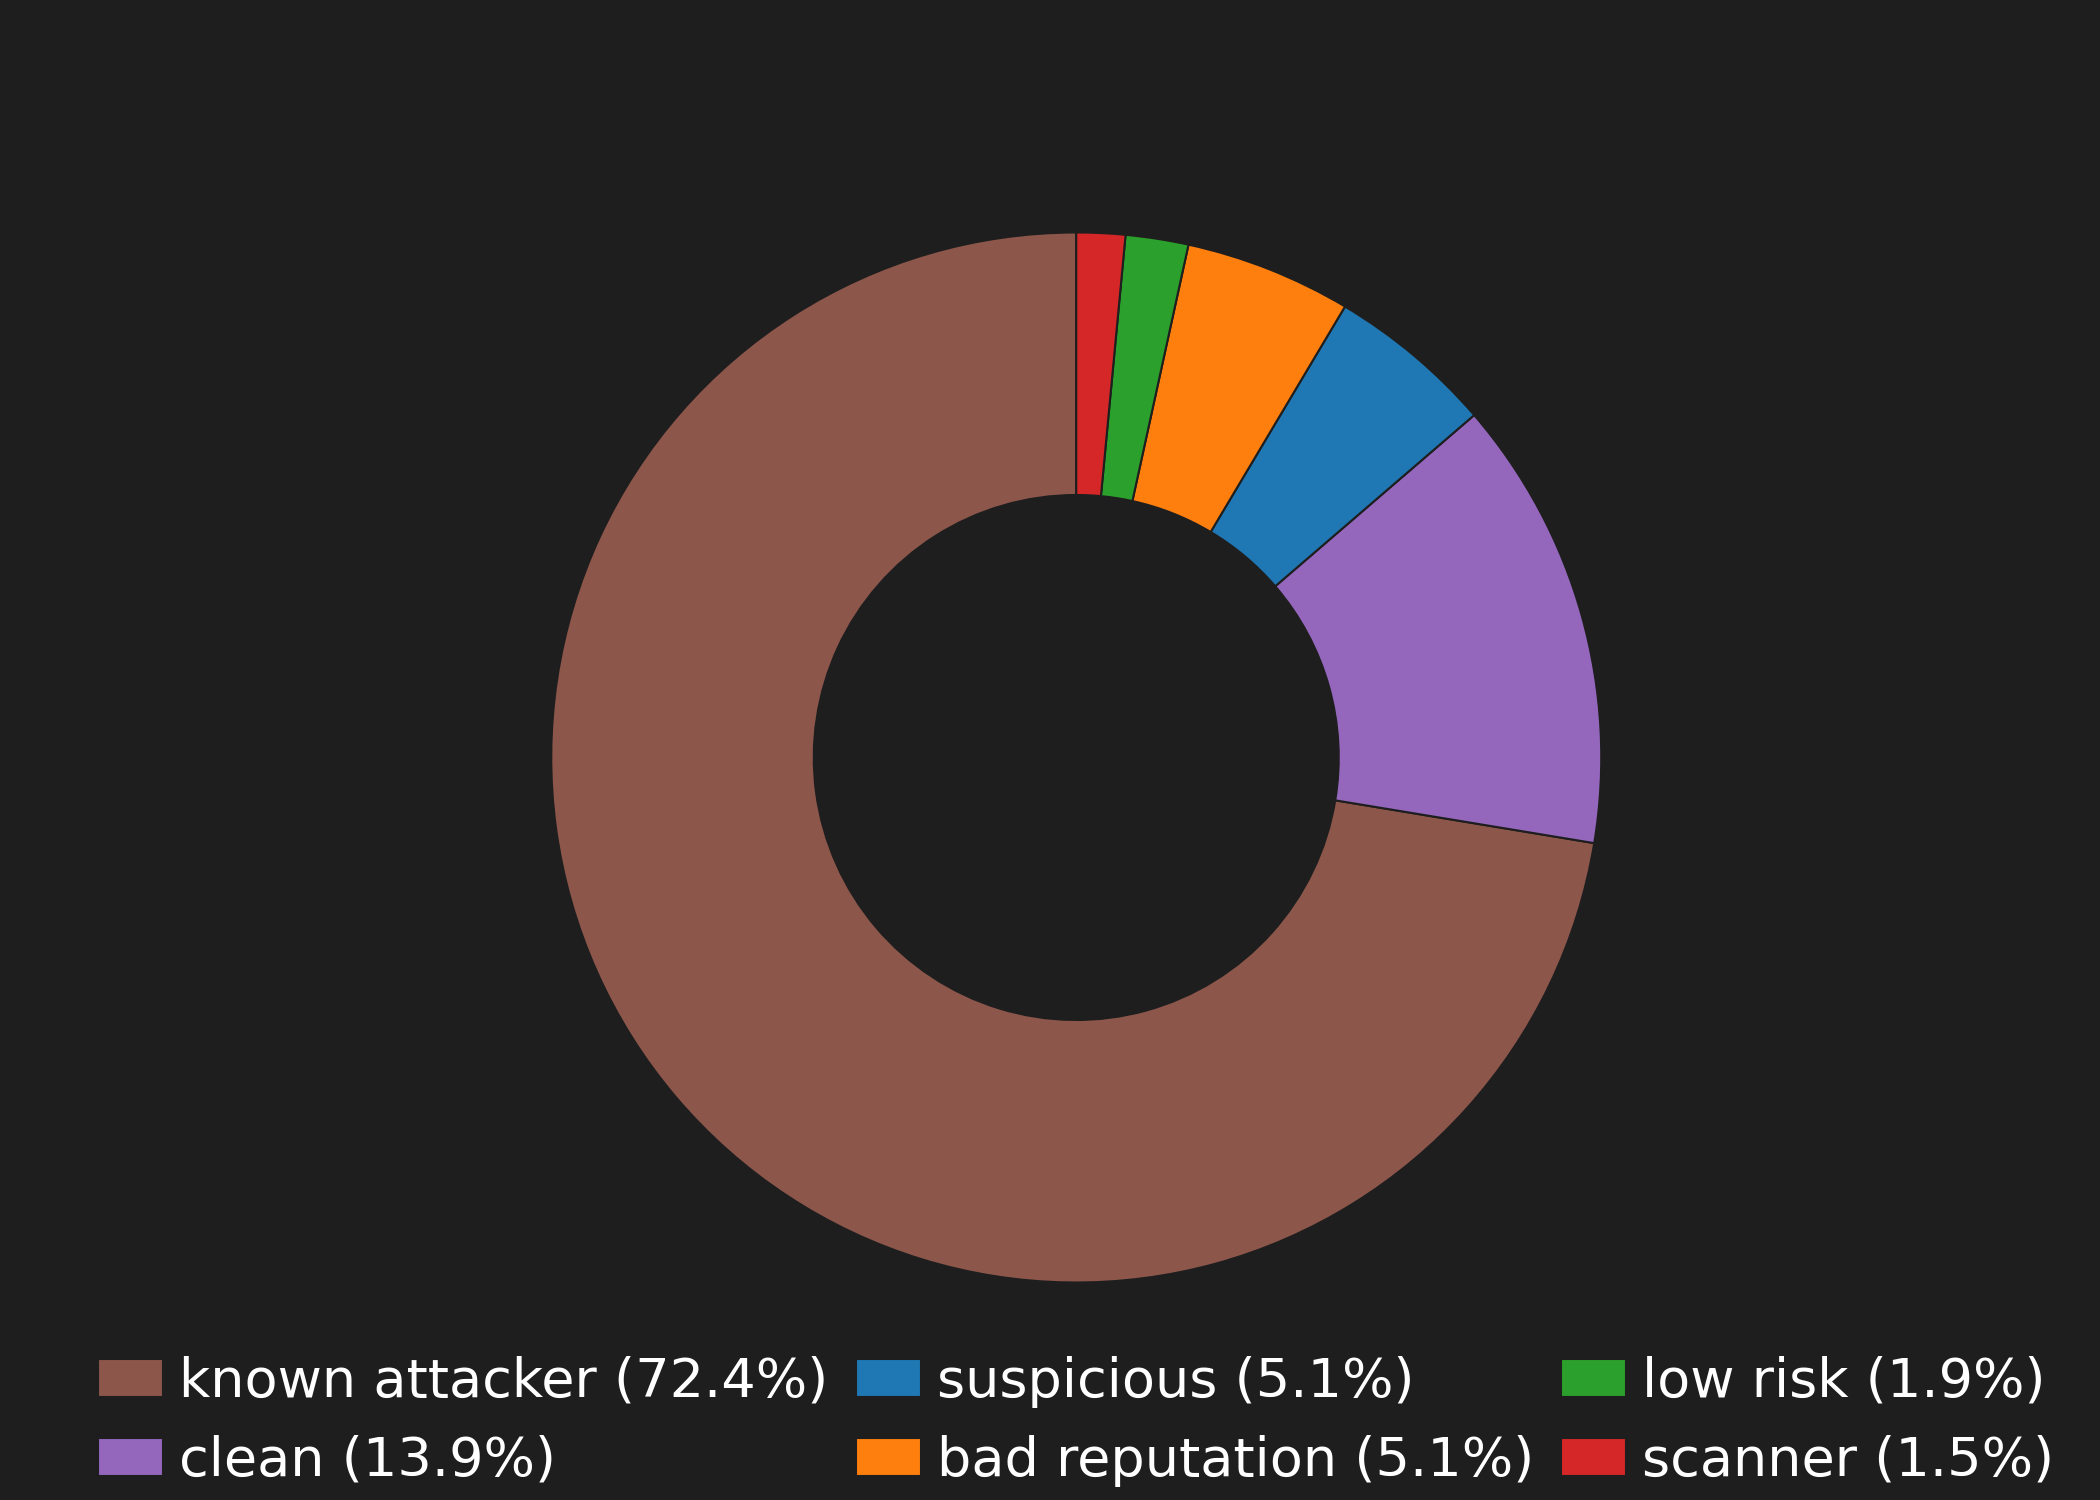 known attacker (72.4%) suspicious (5.1%) low risk (1.9%)
clean (13.9%) bad reputation (5.1%) scanner (1.5%)